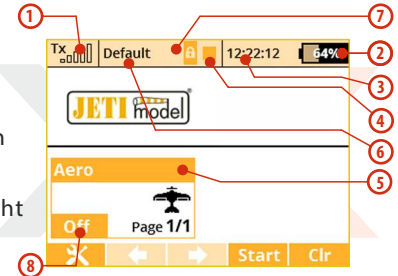 1
7
Tx
Default
12:22:12
64%
2
3
JETI model®
4
6
Aero
5
Off
Page 1/1
Start
Clr
8
n
ht